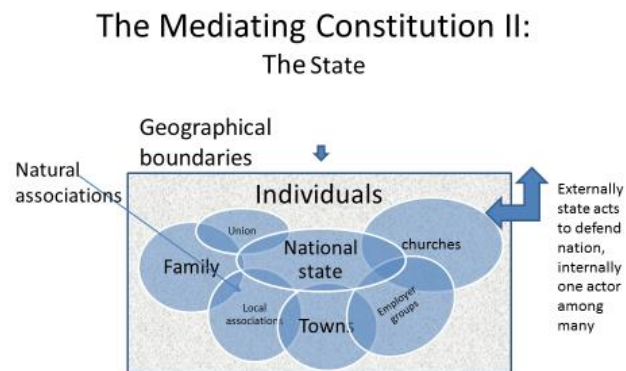 The Mediating Constitution II:
The State
Geographical
boundaries
Natural
associations
Individuals
Union
National
state
churches
Family
Local
associations
Towns
Employer
groups
Externally
state acts
to defend
nation,
internally
one actor
among
many